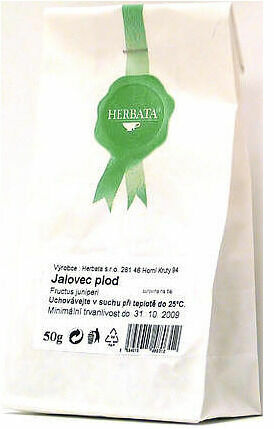 HERBATA
Výrobce : Herbata s.r.o. 281 46 Horní Kruty 94
Jalovec plod
Fructus juniperi
Uchovávejte v suchu při teplotě do 25°C.
Minimální trvanlivost do 31. 10. 2009
50g